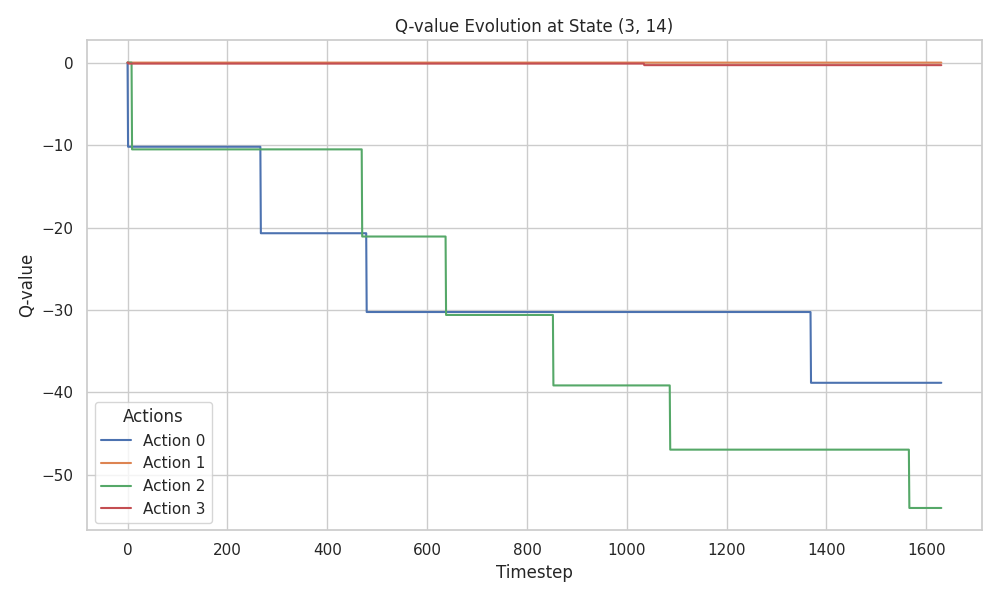 Q-value Evolution at State (3, 14)
Q-value
0
−10
−20
−30
−40
−50
Actions
Action 0
Action 1
Action 2
Action 3
0 200 400 600 800 1000 1200 1400 1600
Timestep